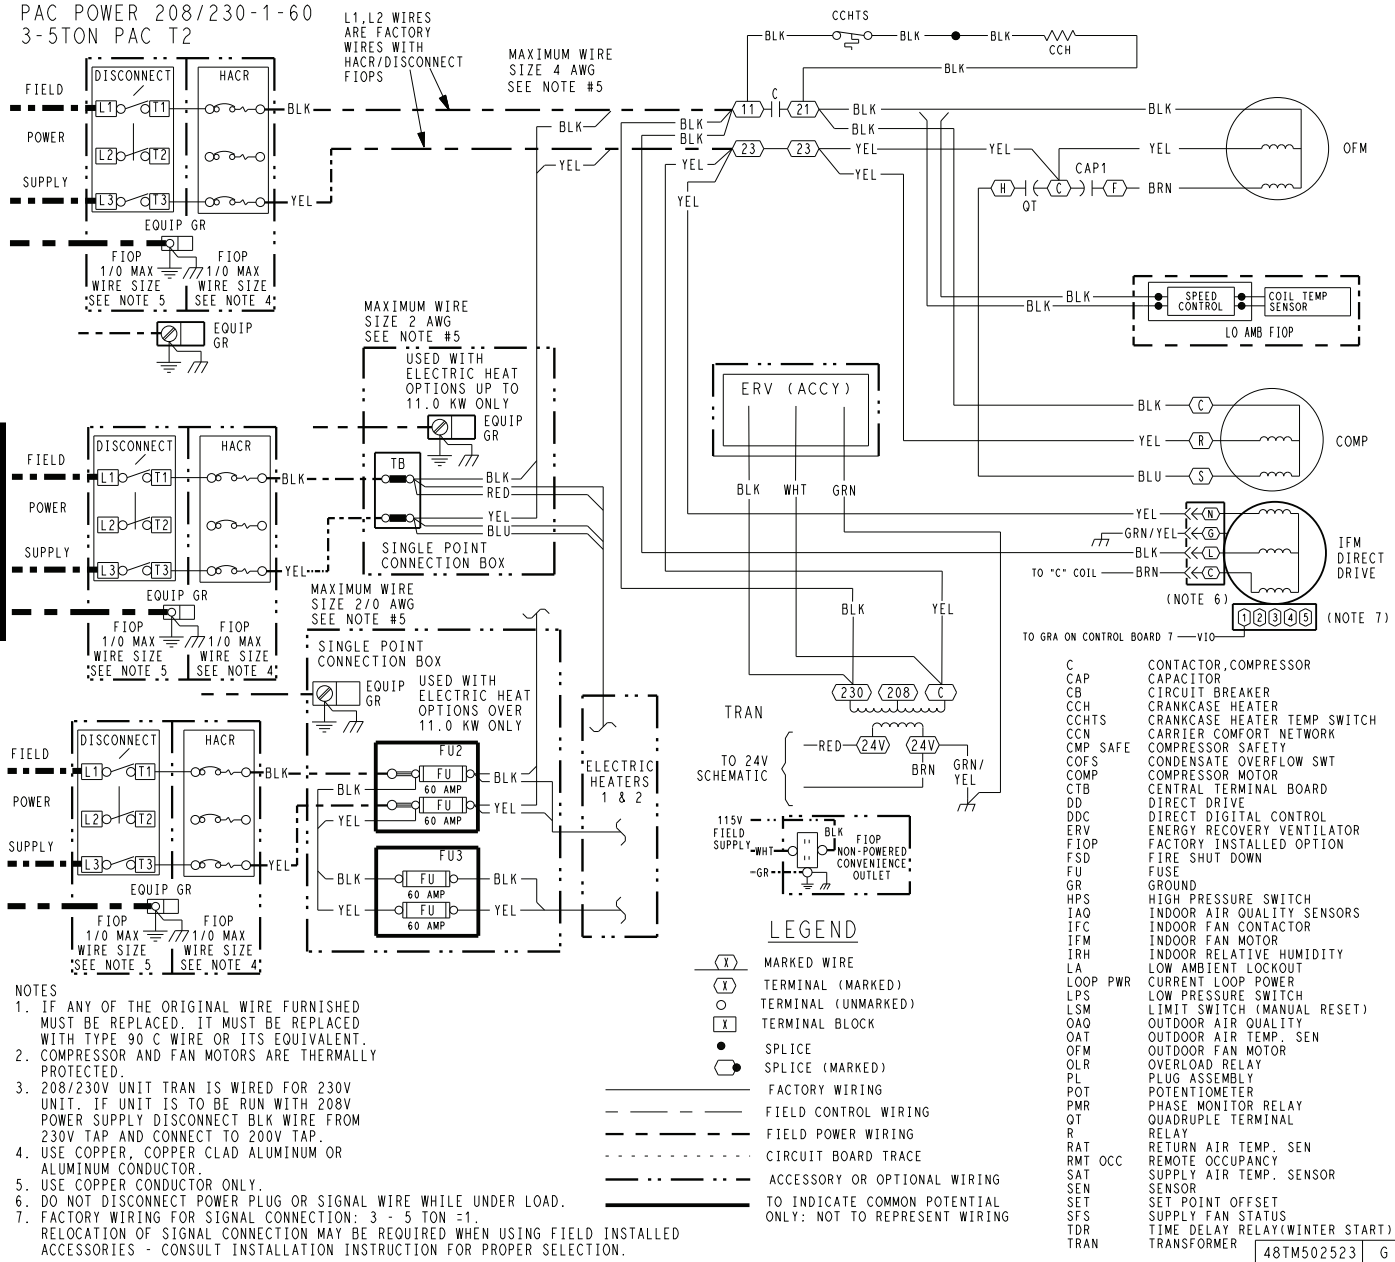 PAC POWER 208/230-1-60
3-5TON PAC T2
L1,L2 WIRES
ARE FACTORY
WIRES WITH
HACR/DISCONNECT
FIOPS
MAXIMUM WIRE
SIZE 4 AWG
SEE NOTE #5
CCHTS
BLK
BLK
BLK
CCH
BLK
DISCONNECT
HACR
FIELD
POWER
SUPPLY
L1
T1
L2
T2
L3
T3
BLK
YEL
EQUIP GR
FIOP
1/0 MAX
WIRE SIZE
SEE NOTE 5
FIOP
1/0 MAX
WIRE SIZE
SEE NOTE 4
EQUIP
GR
BLK
YEL
BLK
BLK
YEL
11
C
21
23
23
BLK
BLK
YEL
YEL
BLK
YEL
YEL
OFM
CAP1
H
C
F
QT
BRN
BLK
BLK
SPEED
CONTROL
COIL TEMP
SENSOR
LO AMB FIOP
MAXIMUM WIRE
SIZE 2 AWG
SEE NOTE #5
USED WITH
ELECTRIC HEAT
OPTIONS UP TO
11.0 KW ONLY
EQUIP
GR
TB
BLK
RED
YEL
BLU
SINGLE POINT
CONNECTION BOX
DISCONNECT
HACR
FIELD
POWER
SUPPLY
L1
T1
L2
T2
L3
T3
BLK
YEL
EQUIP GR
FIOP
1/0 MAX
WIRE SIZE
SEE NOTE 5
FIOP
1/0 MAX
WIRE SIZE
SEE NOTE 4
ERV (ACCY)
BLK
WHT
GRN
BLK
C
YEL
R
BLU
S
COMP
YEL
N
GRN/YEL
G
BLK
L
TO "C" COIL
BRN
C
IFM
DIRECT
DRIVE
(NOTE 6)
1 2 3 4 5
(NOTE 7)
TO GRA ON CONTROL BOARD 7
VIO
MAXIMUM WIRE
SIZE 2/0 AWG
SEE NOTE #5
SINGLE POINT
CONNECTION BOX
EQUIP
GR
USED WITH
ELECTRIC HEAT
OPTIONS OVER
11.0 KW ONLY
FU2
FU
60 AMP
FU
60 AMP
BLK
YEL
BLK
YEL
FU3
FU
60 AMP
FU
60 AMP
BLK
YEL
BLK
YEL
ELECTRIC
HEATERS
1 & 2
DISCONNECT
HACR
FIELD
POWER
SUPPLY
L1
T1
L2
T2
L3
T3
BLK
YEL
EQUIP GR
FIOP
1/0 MAX
WIRE SIZE
SEE NOTE 5
FIOP
1/0 MAX
WIRE SIZE
SEE NOTE 4
BLK
YEL
230
208
C
TRAN
TO 24V
SCHEMATIC
RED
24V
24V
BRN
GRN/
YEL
115V
FIELD
SUPPLY
WHT
GR
BLK
FIOP
NON-POWERED
CONVENIENCE
OUTLET
LEGEND
X MARKED WIRE
X TERMINAL (MARKED)
TERMINAL (UNMARKED)
X TERMINAL BLOCK
SPLICE
SPLICE (MARKED)
FACTORY WIRING
FIELD CONTROL WIRING
FIELD POWER WIRING
CIRCUIT BOARD TRACE
ACCESSORY OR OPTIONAL WIRING
TO INDICATE COMMON POTENTIAL
ONLY: NOT TO REPRESENT WIRING
C CONTACTOR,COMPRESSOR
CAP CAPACITOR
CB CIRCUIT BREAKER
CCH CRANKCASE HEATER
CCHTS CRANKCASE HEATER TEMP SWITCH
CCN CARRIER COMFORT NETWORK
CMP SAFE COMPRESSOR SAFETY
COFS CONDENSATE OVERFLOW SWT
COMP COMPRESSOR MOTOR
CTB CENTRAL TERMINAL BOARD
DD DIRECT DRIVE
DDC DIRECT DIGITAL CONTROL
ERV ENERGY RECOVERY VENTILATOR
FIOP FACTORY INSTALLED OPTION
FSD FIRE SHUT DOWN
FU FUSE
GR GROUND
HPS HIGH PRESSURE SWITCH
IAQ INDOOR AIR QUALITY SENSORS
IFC INDOOR FAN CONTACTOR
IFM INDOOR FAN MOTOR
IRH INDOOR RELATIVE HUMIDITY
LA LOW AMBIENT LOCKOUT
LOOP PWR CURRENT LOOP POWER
LPS LOW PRESSURE SWITCH
LSM LIMIT SWITCH (MANUAL RESET)
OAQ OUTDOOR AIR QUALITY
OAT OUTDOOR AIR TEMP. SEN
OFM OUTDOOR FAN MOTOR
OLR OVERLOAD RELAY
PL PLUG ASSEMBLY
POT POTENTIOMETER
PMR PHASE MONITOR RELAY
QT QUADRUPLE TERMINAL
R RELAY
RAT RETURN AIR TEMP. SEN
RMT OCC REMOTE OCCUPANCY
SAT SUPPLY AIR TEMP. SENSOR
SEN SENSOR
SET SET POINT OFFSET
SFS SUPPLY FAN STATUS
TDR TIME DELAY RELAY(WINTER START)
TRAN TRANSFORMER
48TM502523 G
NOTES
1. IF ANY OF THE ORIGINAL WIRE FURNISHED
MUST BE REPLACED. IT MUST BE REPLACED
WITH TYPE 90 C WIRE OR ITS EQUIVALENT.
2. COMPRESSOR AND FAN MOTORS ARE THERMALLY
PROTECTED.
3. 208/230V UNIT TRAN IS WIRED FOR 230V
UNIT. IF UNIT IS TO BE RUN WITH 208V
POWER SUPPLY DISCONNECT BLK WIRE FROM
230V TAP AND CONNECT TO 200V TAP.
4. USE COPPER, COPPER CLAD ALUMINUM OR
ALUMINUM CONDUCTOR.
5. USE COPPER CONDUCTOR ONLY.
6. DO NOT DISCONNECT POWER PLUG OR SIGNAL WIRE WHILE UNDER LOAD.
7. FACTORY WIRING FOR SIGNAL CONNECTION: 3 - 5 TON =1.
RELOCATION OF SIGNAL CONNECTION MAY BE REQUIRED WHEN USING FIELD INSTALLED
ACCESSORIES - CONSULT INSTALLATION INSTRUCTION FOR PROPER SELECTION.